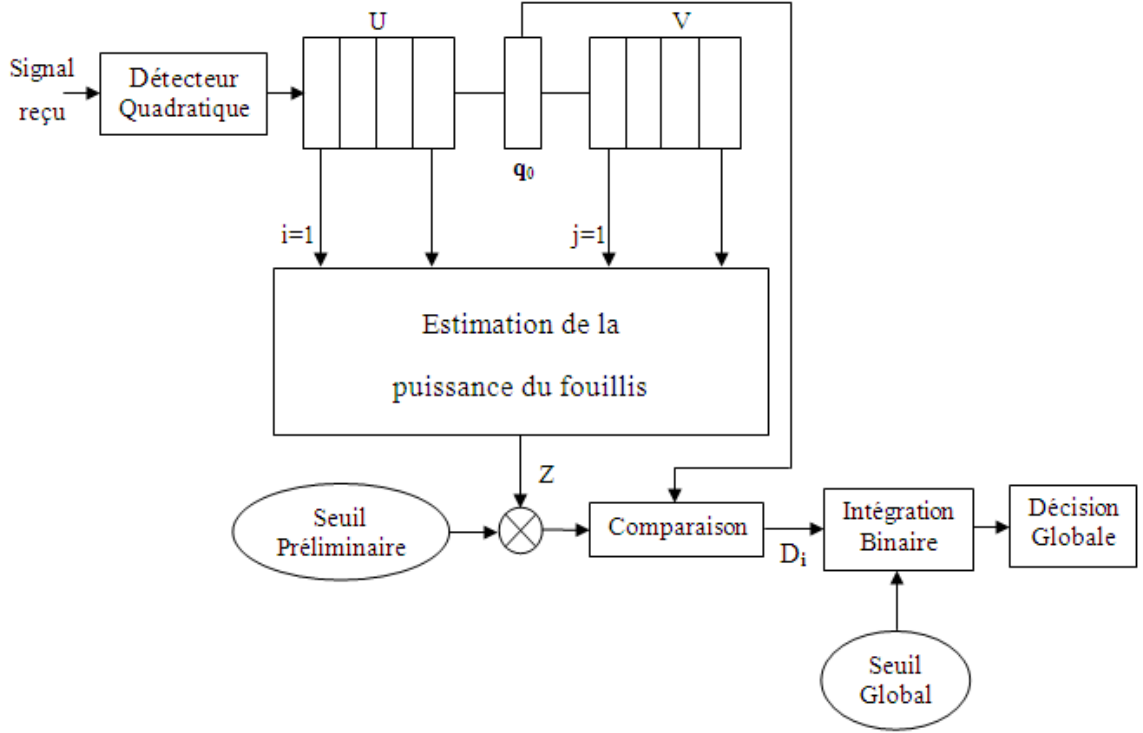 U
V
Signal
reçu
Détecteur
Quadratique
q₀
i=1
j=1
Estimation de la
puissance du fouillis
Z
Seuil
Préliminaire
Comparaison
Dᵢ
Intégration
Binaire
Décision
Globale
Seuil
Global